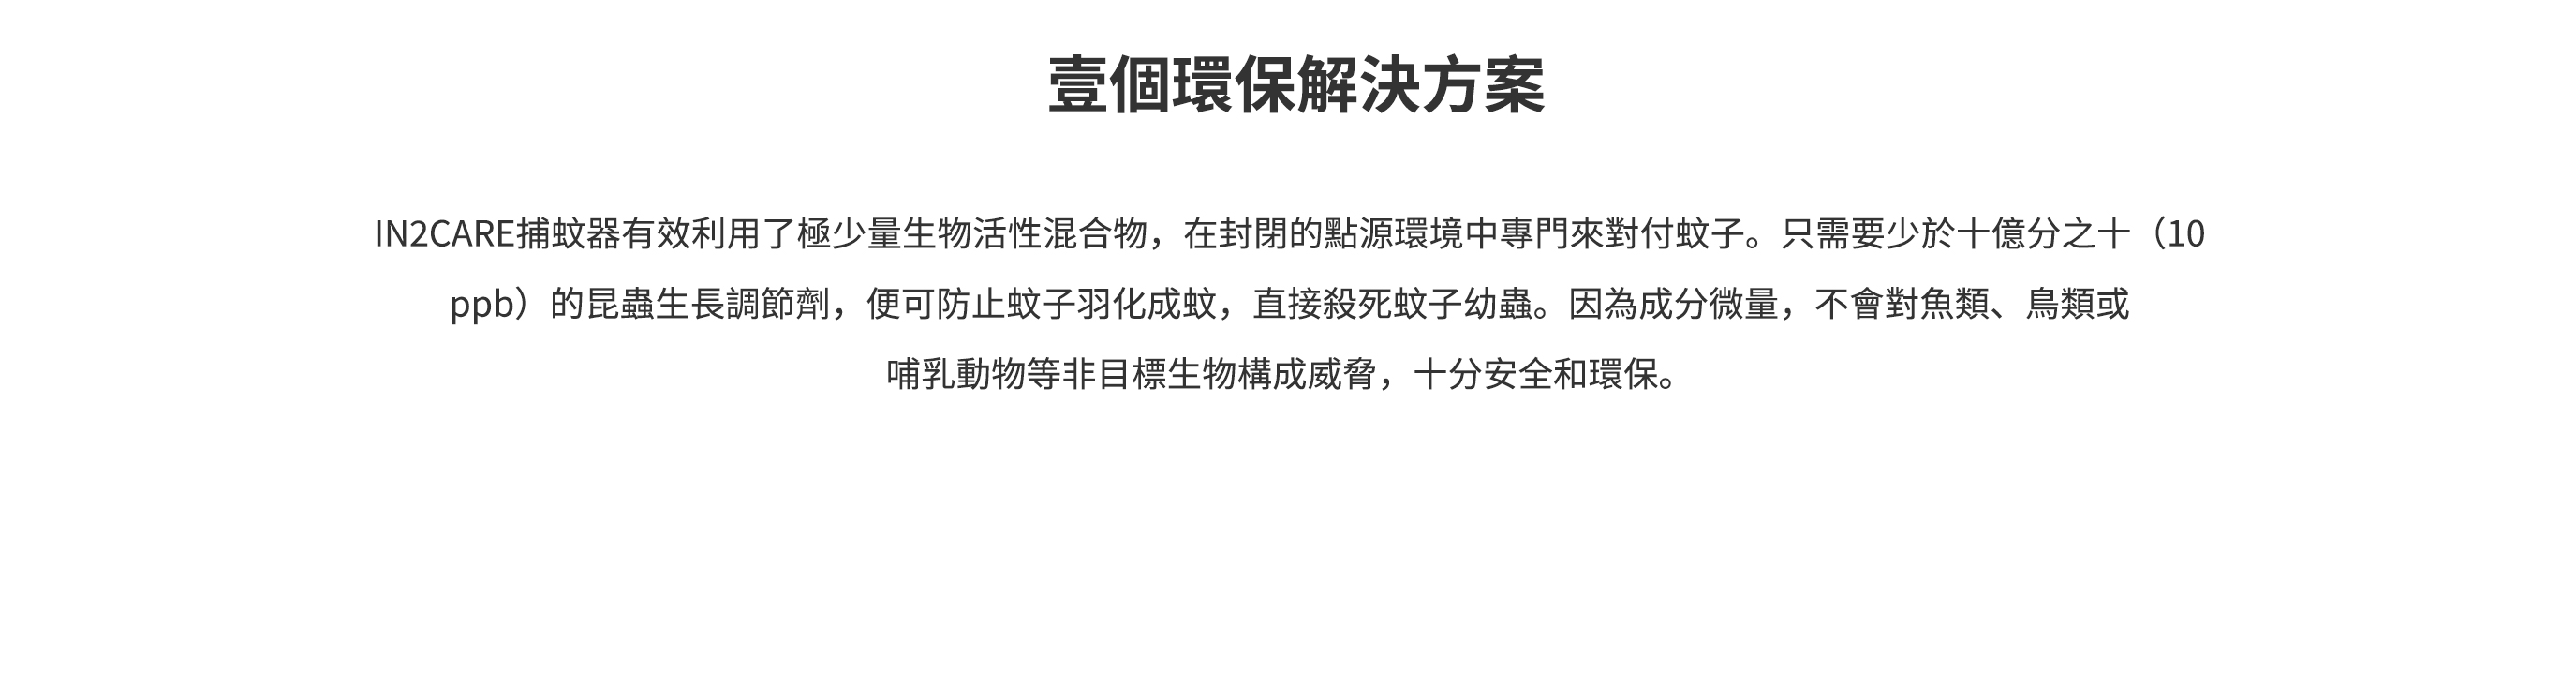 壹個環保解決方案
IN2CARE捕蚊器有效利用了極少量生物活性混合物，在封閉的點源環境中專門來對付蚊子。只需要少於十億分之十（10
ppb）的昆蟲生長調節劑，便可防止蚊子羽化成蚊，直接殺死蚊子幼蟲。因為成分微量，不會對魚類、鳥類或
哺乳動物等非目標生物構成威脅，十分安全和環保。